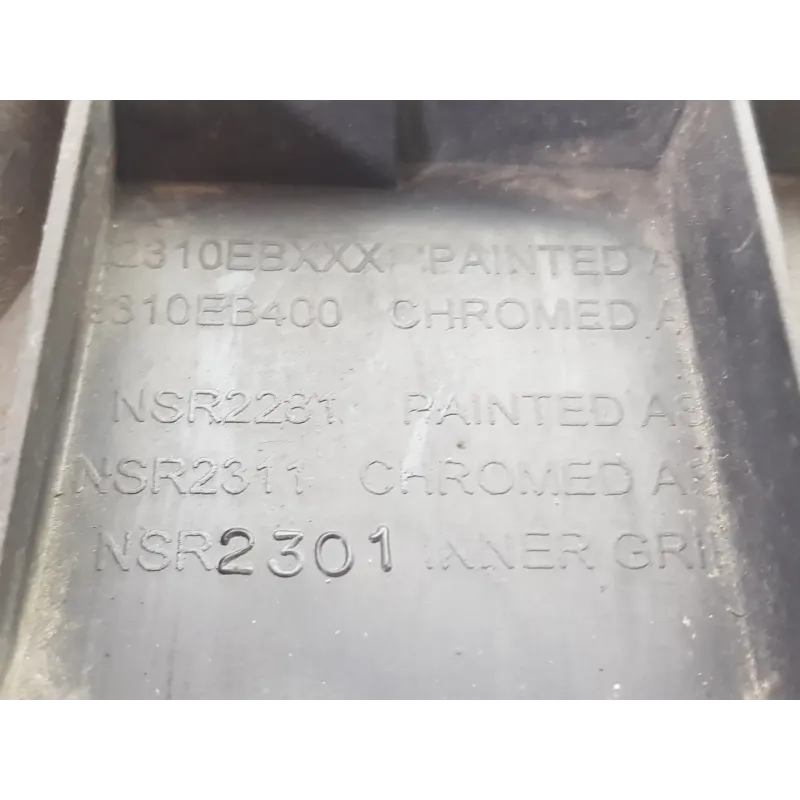 2310EBXXX PAINTED A
310EB400 CHROMED A
NSR2281 PAINTED AS
NSR2311 CHROMED AS
NSR2301 INNER GRI